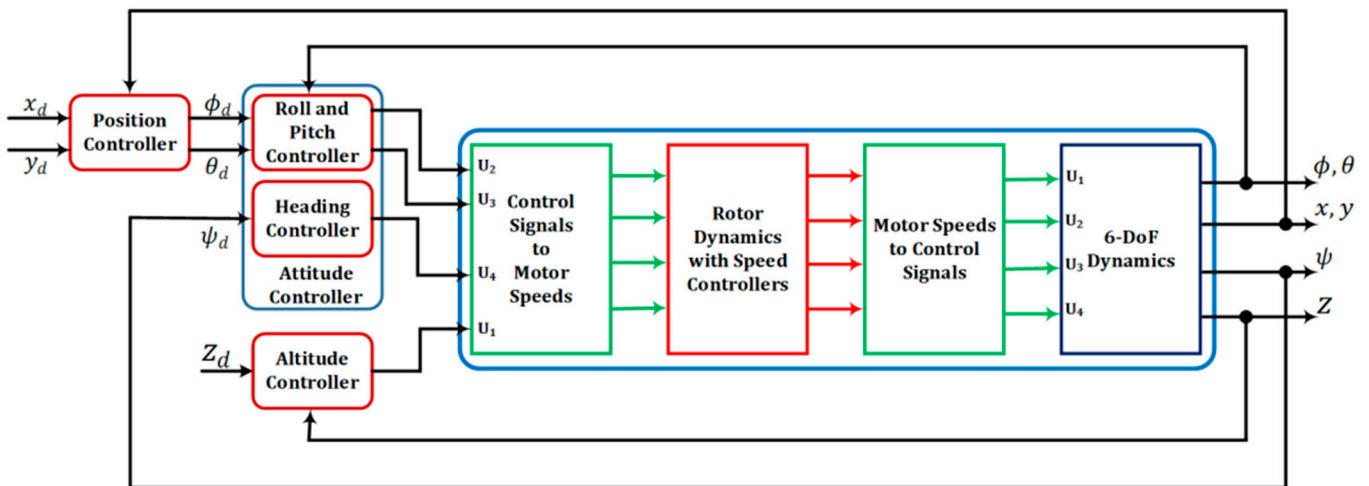 x_d
y_d
Position
Controller
ϕ_d
θ_d
Roll and
Pitch
Controller
Heading
Controller
ψ_d
Attitude
Controller
Z_d
Altitude
Controller
U₂
U₃
U₄
U₁
Control
Signals
to
Motor
Speeds
Rotor
Dynamics
with Speed
Controllers
Motor Speeds
to Control
Signals
U₁
U₂
U₃
U₄
6-DoF
Dynamics
ϕ, θ
x, y
ψ
Z